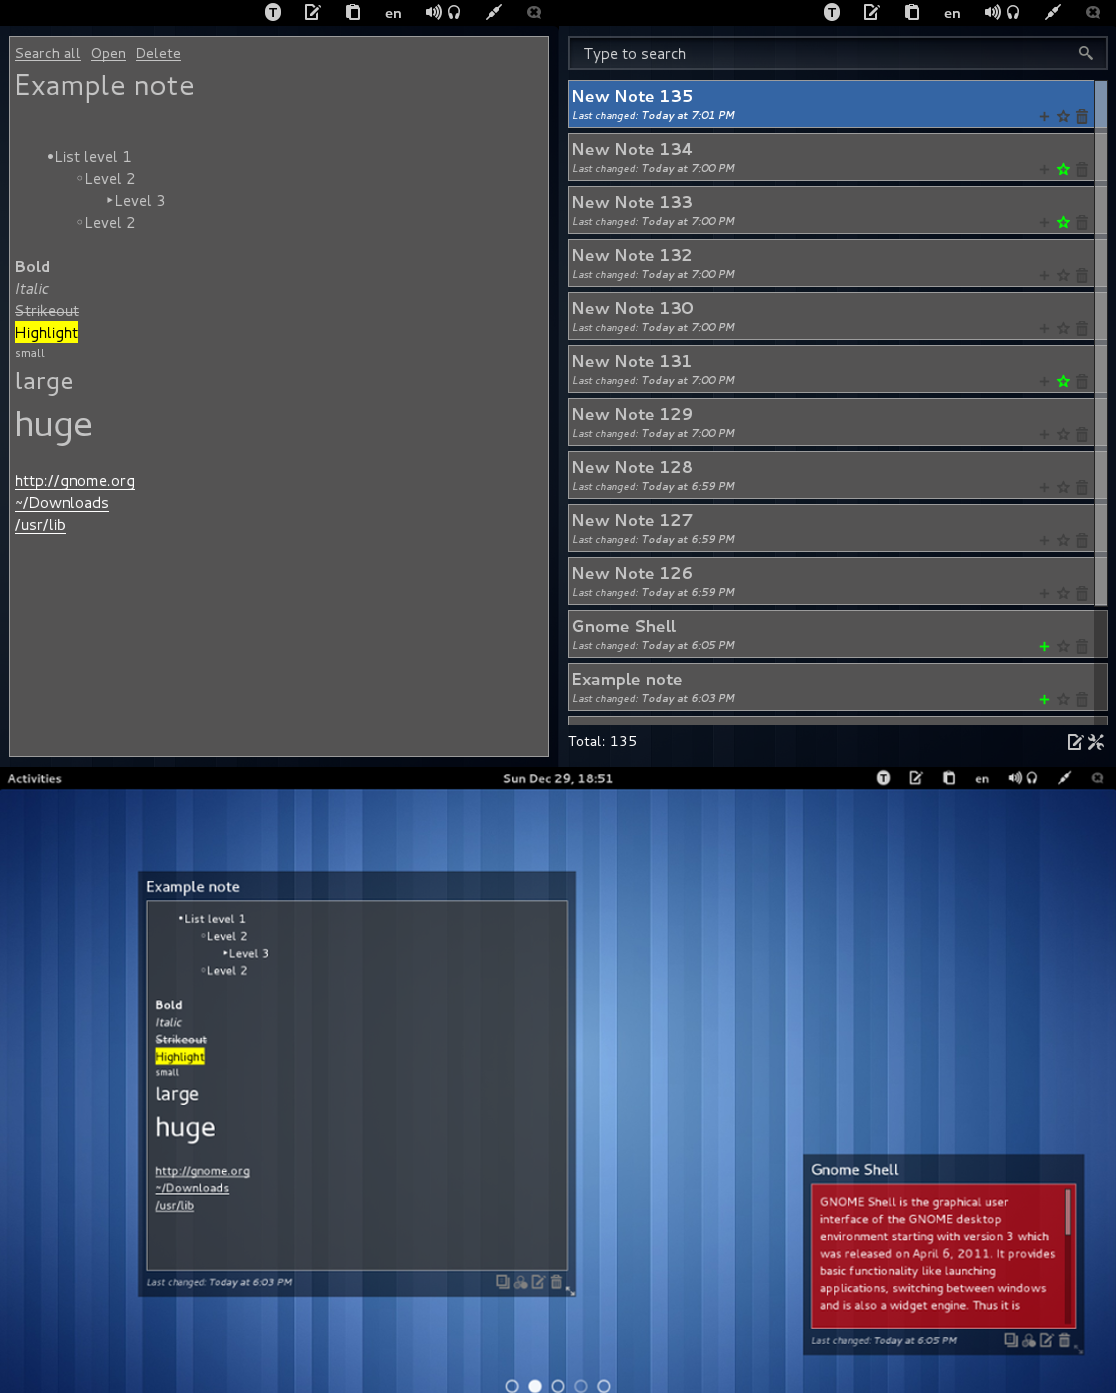 en
en
Search all Open Delete
Example note
•List level 1
◦Level 2
‣Level 3
◦Level 2
Bold
Italic
Strikeout
Highlight
small
large
huge
http://gnome.org
~/Downloads
/usr/lib
Type to search
New Note 135
Last changed: Today at 7:01 PM
New Note 134
Last changed: Today at 7:00 PM
New Note 133
Last changed: Today at 7:00 PM
New Note 132
Last changed: Today at 7:00 PM
New Note 130
Last changed: Today at 7:00 PM
New Note 131
Last changed: Today at 7:00 PM
New Note 129
Last changed: Today at 7:00 PM
New Note 128
Last changed: Today at 6:59 PM
New Note 127
Last changed: Today at 6:59 PM
New Note 126
Last changed: Today at 6:59 PM
Gnome Shell
Last changed: Today at 6:05 PM
Example note
Last changed: Today at 6:03 PM
Total: 135
Activities Sun Dec 29, 18:51 en
Example note
•List level 1
◦Level 2
‣Level 3
◦Level 2
Bold
Italic
Strikeout
Highlight
small
large
huge
http://gnome.org
~/Downloads
/usr/lib
Last changed: Today at 6:03 PM
Gnome Shell
GNOME Shell is the graphical user
interface of the GNOME desktop
environment starting with version 3 which
was released on April 6, 2011. It provides
basic functionality like launching
applications, switching between windows
and is also a widget engine. Thus it is
Last changed: Today at 6:05 PM